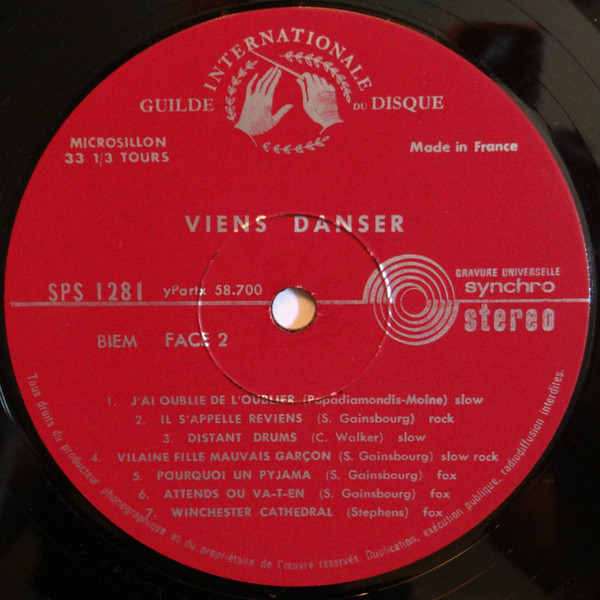 INTERNATIONALE
GUILDE DU DISQUE
MICROSILLON
33 1/3 TOURS
Made in France
VIENS DANSER
SPS 1281 yPartx 58.700
GRAVURE UNIVERSELLE
synchro
stereo
BIEM FACE 2
1. J'AI OUBLIE DE L'OUBLIER (Papadiamondis-Moine) slow
2. IL S'APPELLE REVIENS (S. Gainsbourg) rock
3. DISTANT DRUMS (C. Walker) slow
4. VILAINE FILLE MAUVAIS GARÇON (S. Gainsbourg) slow rock
5. POURQUOI UN PYJAMA (S. Gainsbourg) fox
6. ATTENDS OU VA-T-EN (S. Gainsbourg) fox
7. WINCHESTER CATHEDRAL (Stephens) fox
Tous droits du producteur phonographique et du propriétaire de l'œuvre réservés. Duplication, exécution publique, radiodiffusion interdites.